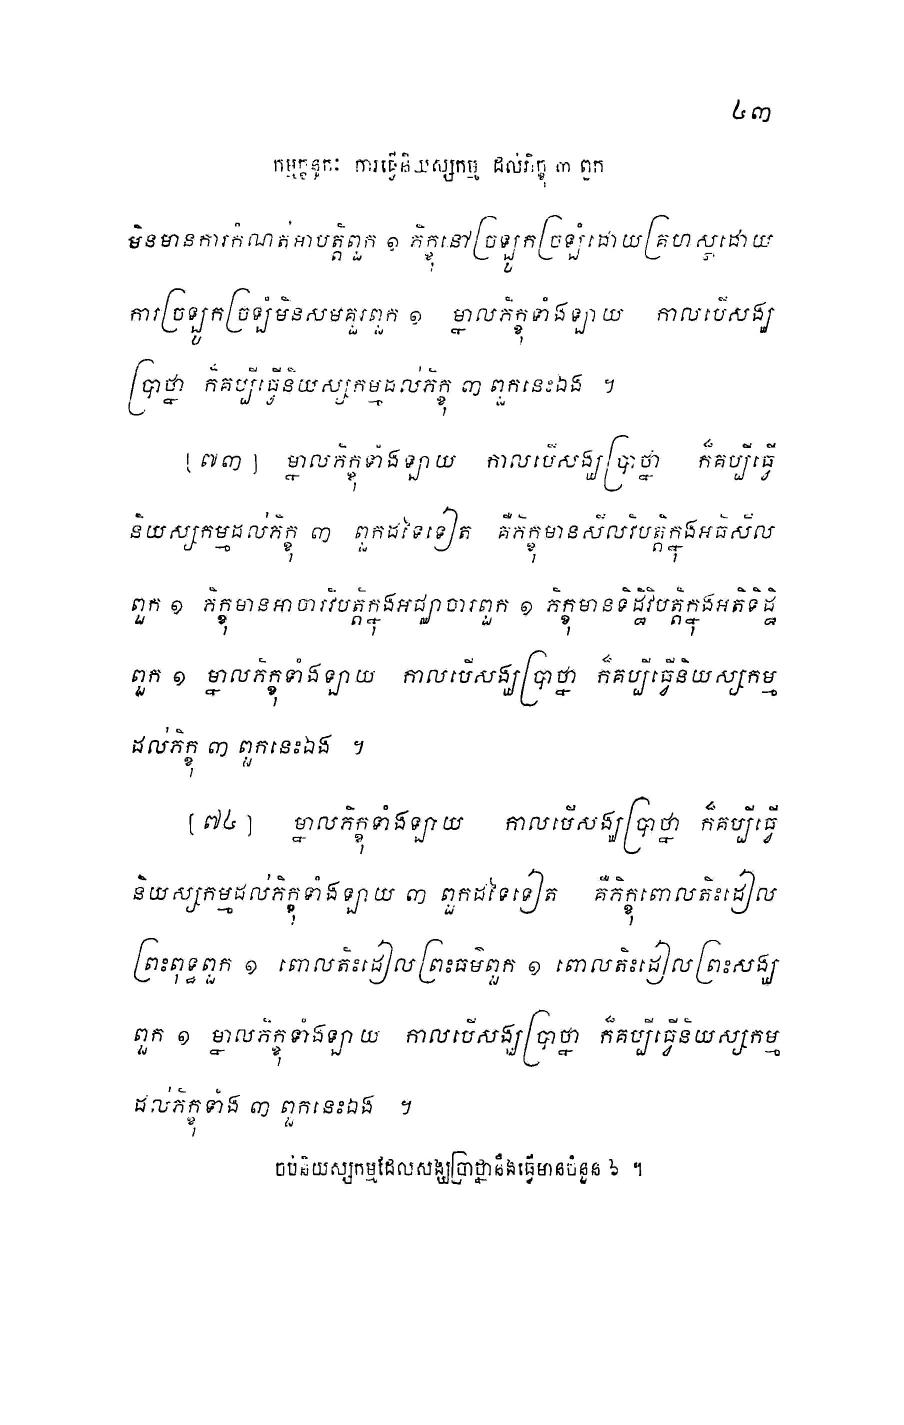 ៤៣
កម្មក្ខន្ធកៈ ការធ្វើនិយស្សកម្ម ដល់ភិក្ខុ ៣ ពួក
មិនមានការកំណត់អាបត្តិពួក ១ ភិក្ខុនៅច្រឡូកច្រឡំដោយគ្រហស្ថដោយ
ការច្រឡូកច្រឡំមិនសមគួរពួក ១ ម្នាលភិក្ខុទាំងឡាយ កាលបើសង្ឃ
ប្រាថ្នា ក៏គប្បីធ្វើនិយស្សកម្មដល់ភិក្ខុ ៣ ពួកនេះឯង ។
[៧៣] ម្នាលភិក្ខុទាំងឡាយ កាលបើសង្ឃប្រាថ្នា ក៏គប្បីធ្វើ
និយស្សកម្មដល់ភិក្ខុ ៣ ពួកដទៃទៀត គឺភិក្ខុមានសីលវិបត្តិក្នុងអធិសីល
ពួក ១ ភិក្ខុមានអាចារវិបត្តិក្នុងអជ្ឈាចារពួក ១ ភិក្ខុមានទិដ្ឋិវិបត្តិក្នុងអតិទិដ្ឋិ
ពួក ១ ម្នាលភិក្ខុទាំងឡាយ កាលបើសង្ឃប្រាថ្នា ក៏គប្បីធ្វើនិយស្សកម្ម
ដល់ភិក្ខុ ៣ ពួកនេះឯង ។
[៧៤] ម្នាលភិក្ខុទាំងឡាយ កាលបើសង្ឃប្រាថ្នា ក៏គប្បីធ្វើ
និយស្សកម្មដល់ភិក្ខុទាំងឡាយ ៣ ពួកដទៃទៀត គឺភិក្ខុពោលតិះដៀល
ព្រះពុទ្ធពួក ១ ពោលតិះដៀលព្រះធម៌ពួក ១ ពោលតិះដៀលព្រះសង្ឃ
ពួក ១ ម្នាលភិក្ខុទាំងឡាយ កាលបើសង្ឃប្រាថ្នា ក៏គប្បីធ្វើនិយស្សកម្ម
ដល់ភិក្ខុទាំង ៣ ពួកនេះឯង ។
ចប់និយស្សកម្មដែលសង្ឃប្រាថ្នានឹងធ្វើមានចំនួន ៦ ។